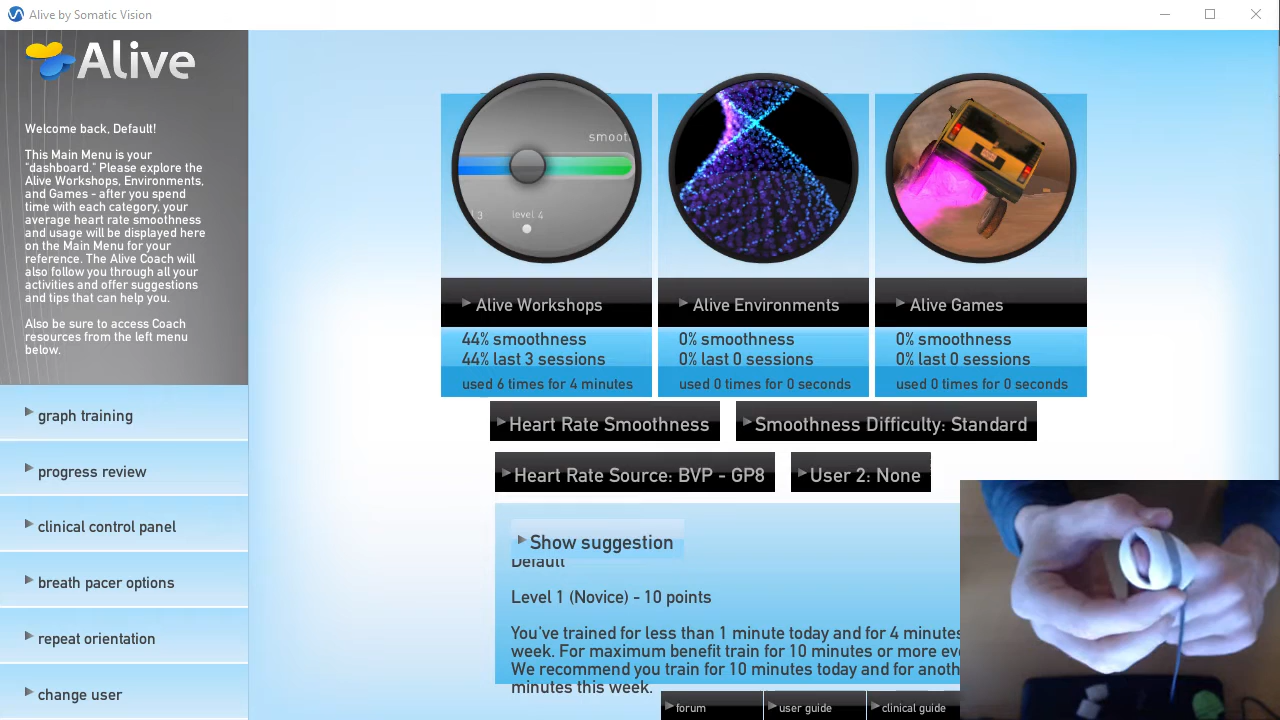 Alive by Somatic Vision
Alive
Welcome back, Default!
This Main Menu is your
"dashboard." Please explore the
Alive Workshops, Environments,
and Games - after you spend
time with each category, your
average heart rate smoothness
and usage will be displayed here
on the Main Menu for your
reference. The Alive Coach will
also follow you through all your
activities and offer suggestions
and tips that can help you.
Also be sure to access Coach
resources from the left menu
below.
graph training
progress review
clinical control panel
breath pacer options
repeat orientation
change user
smoot
3
level 4
Alive Workshops
44% smoothness
44% last 3 sessions
used 6 times for 4 minutes
Alive Environments
0% smoothness
0% last 0 sessions
used 0 times for 0 seconds
Alive Games
0% smoothness
0% last 0 sessions
used 0 times for 0 seconds
Heart Rate Smoothness
Smoothness Difficulty: Standard
Heart Rate Source: BVP - GP8
User 2: None
Show suggestion
Default
Level 1 (Novice) - 10 points
You've trained for less than 1 minute today and for 4 minutes
week. For maximum benefit train for 10 minutes or more eve
We recommend you train for 10 minutes today and for anoth
minutes this week.
forum
user guide
clinical guide